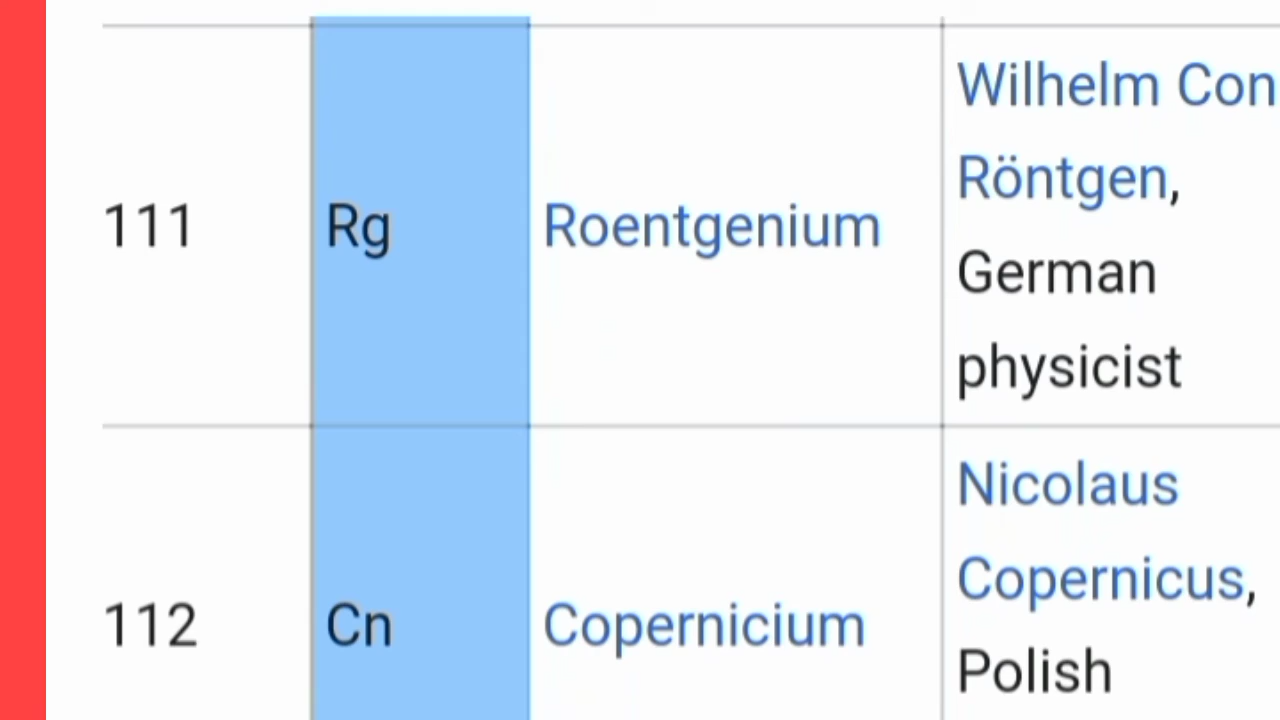 111 Rg Roentgenium Wilhelm Con
Röntgen,
German
physicist
112 Cn Copernicium Nicolaus
Copernicus,
Polish